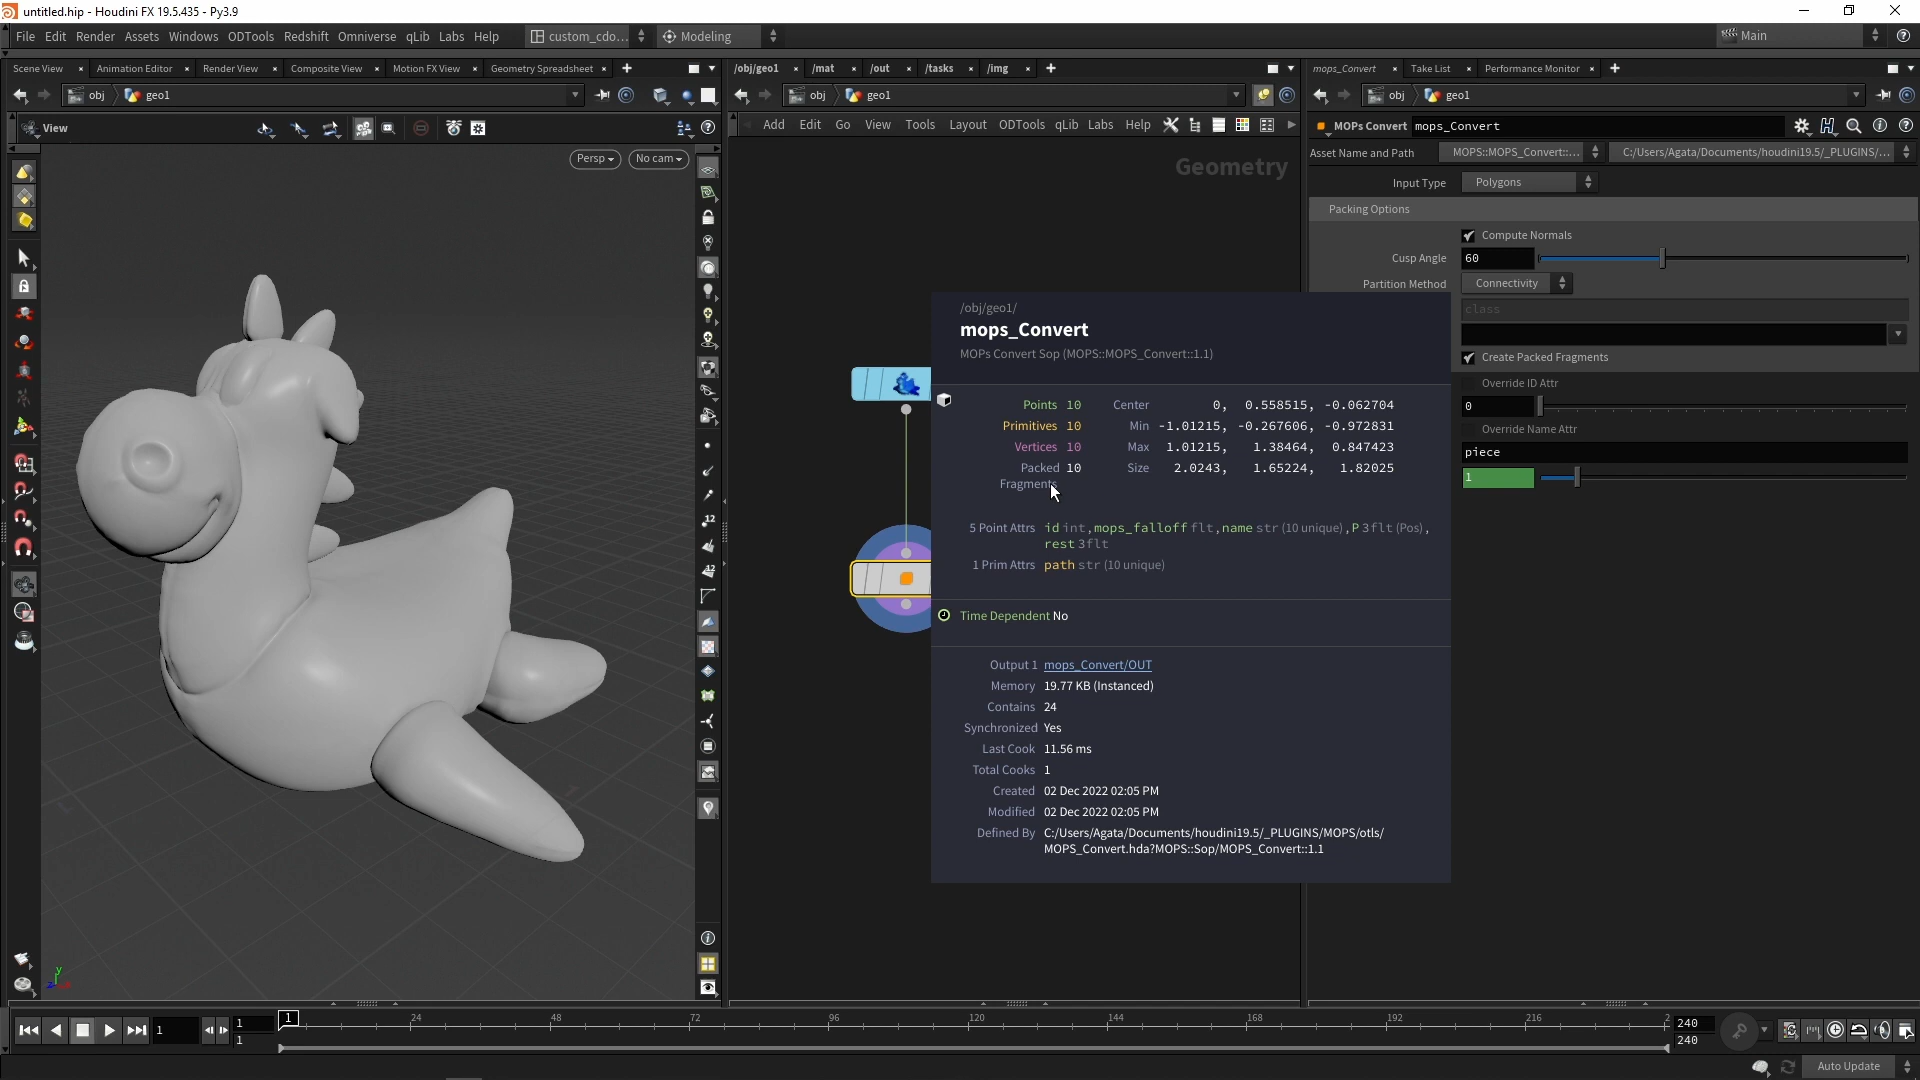 untitled.hip - Houdini FX 19.5.435 - Py3.9
File Edit Render Assets Windows ODTools Redshift Omniverse qLib Labs Help custom_cdo... Modeling Main
Scene View Animation Editor Render View Composite View Motion FX View Geometry Spreadsheet
obj geo1
View
Persp
No cam
/obj/geo1 /mat /out /tasks /img
obj geo1
Add Edit Go View Tools Layout ODTools qLib Labs Help
Geometry
mops_Convert Take List Performance Monitor
obj geo1
MOPs Convert mops_Convert
Asset Name and Path MOPS::MOPS_Convert::... C:/Users/Agata/Documents/houdini19.5/_PLUGINS/...
Input Type Polygons
Packing Options
Compute Normals
Cusp Angle 60
Partition Method Connectivity
class
Create Packed Fragments
Override ID Attr
0
Override Name Attr
piece
1
/obj/geo1/
mops_Convert
MOPs Convert Sop (MOPS::MOPS_Convert::1.1)
Points 10 Center 0, 0.558515, -0.062704
Primitives 10 Min -1.01215, -0.267606, -0.972831
Vertices 10 Max 1.01215, 1.38464, 0.847423
Packed 10 Size 2.0243, 1.65224, 1.82025
Fragments
5 Point Attrs id int, mops_falloff flt, name str (10 unique), P 3flt (Pos),
rest 3flt
1 Prim Attrs path str (10 unique)
Time Dependent No
Output 1 mops_Convert/OUT
Memory 19.77 KB (Instanced)
Contains 24
Synchronized Yes
Last Cook 11.56 ms
Total Cooks 1
Created 02 Dec 2022 02:05 PM
Modified 02 Dec 2022 02:05 PM
Defined By C:/Users/Agata/Documents/houdini19.5/_PLUGINS/MOPS/otls/
MOPS_Convert.hda?MOPS::Sop/MOPS_Convert::1.1
12
12
y
1 1 1 24 48 72 96 120 144 168 192 216 2 240
1 240
Auto Update